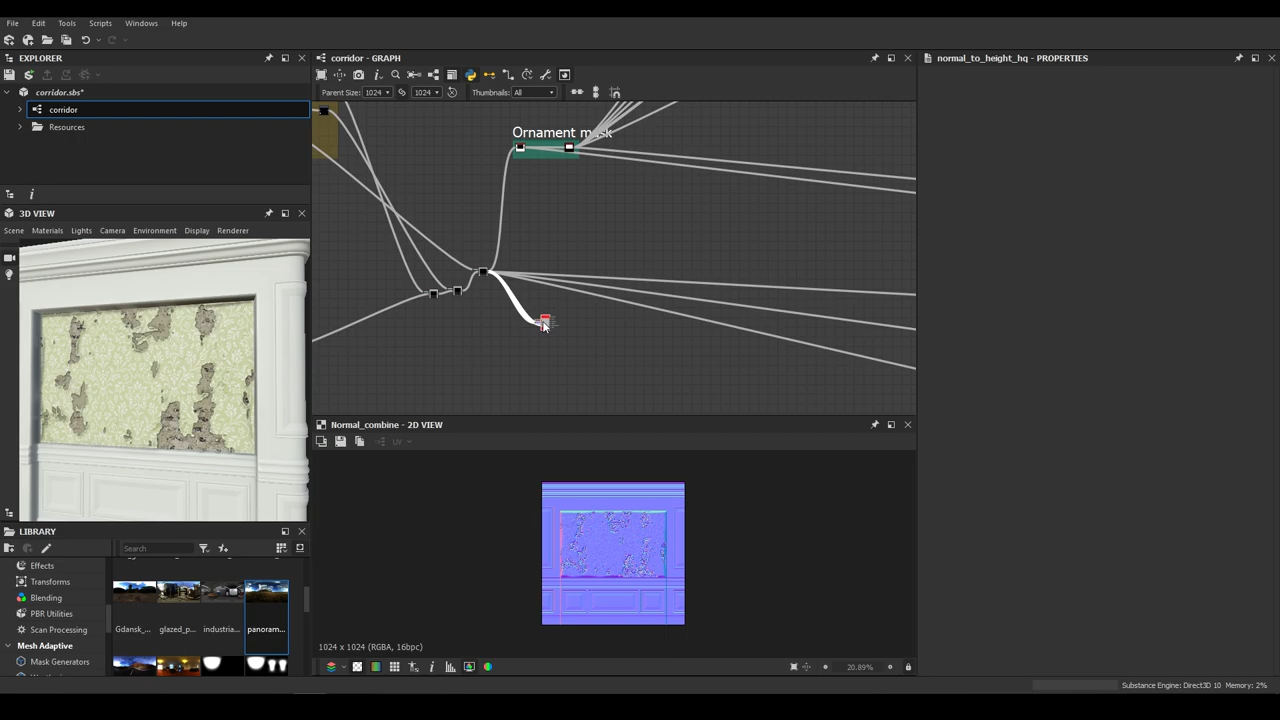 File Edit Tools Scripts Windows Help
EXPLORER
corridor.sbs*
corridor
Resources
3D VIEW
Scene Materials Lights Camera Environment Display Renderer
LIBRARY
Search
Effects
Transforms
Blending
PBR Utilities
Scan Processing
Mesh Adaptive
Mask Generators
Gdansk_... glazed_p... industria... panoram...
corridor - GRAPH
Parent Size: 1024 1024 Thumbnails: All
Ornament mask
Normal_combine - 2D VIEW
UV
1024 x 1024 (RGBA, 16bpc)
20.89%
normal_to_height_hq - PROPERTIES
Substance Engine: Direct3D 10 Memory: 2%